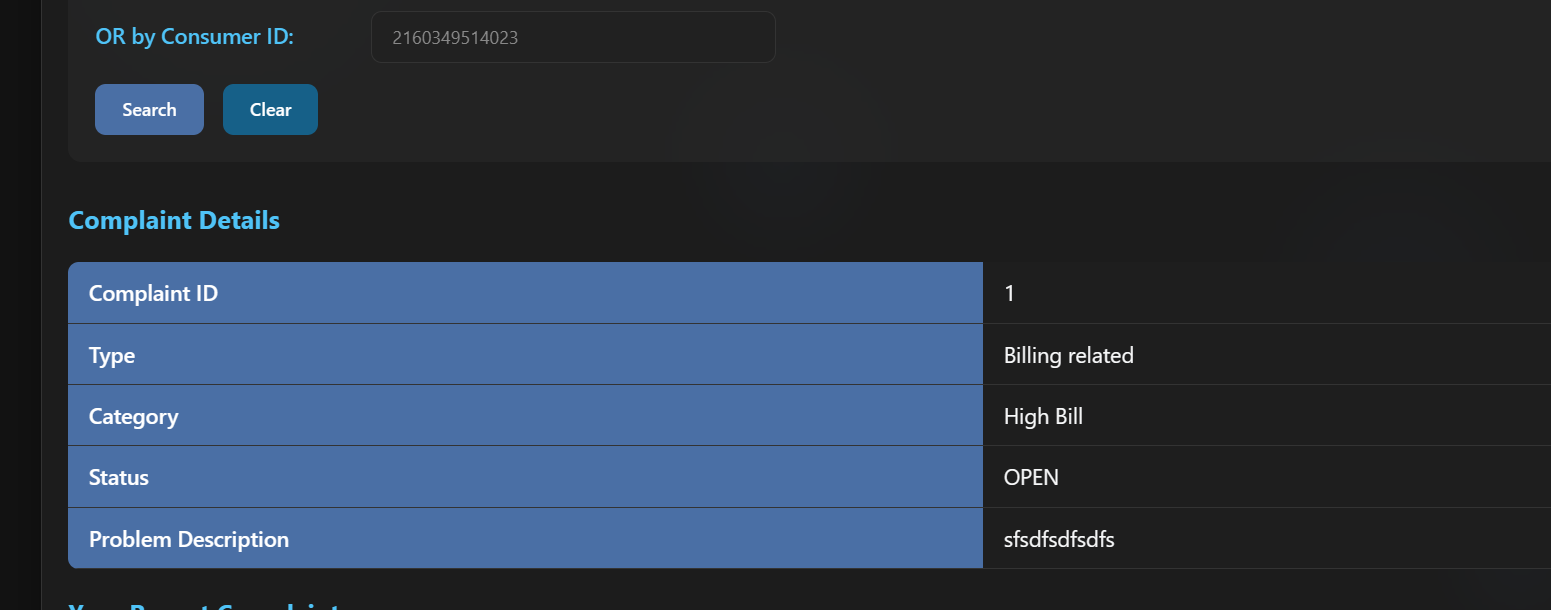 OR by Consumer ID: 2160349514023
Search Clear
Complaint Details
Complaint ID 1
Type Billing related
Category High Bill
Status OPEN
Problem Description sfsdfsdfsdfs